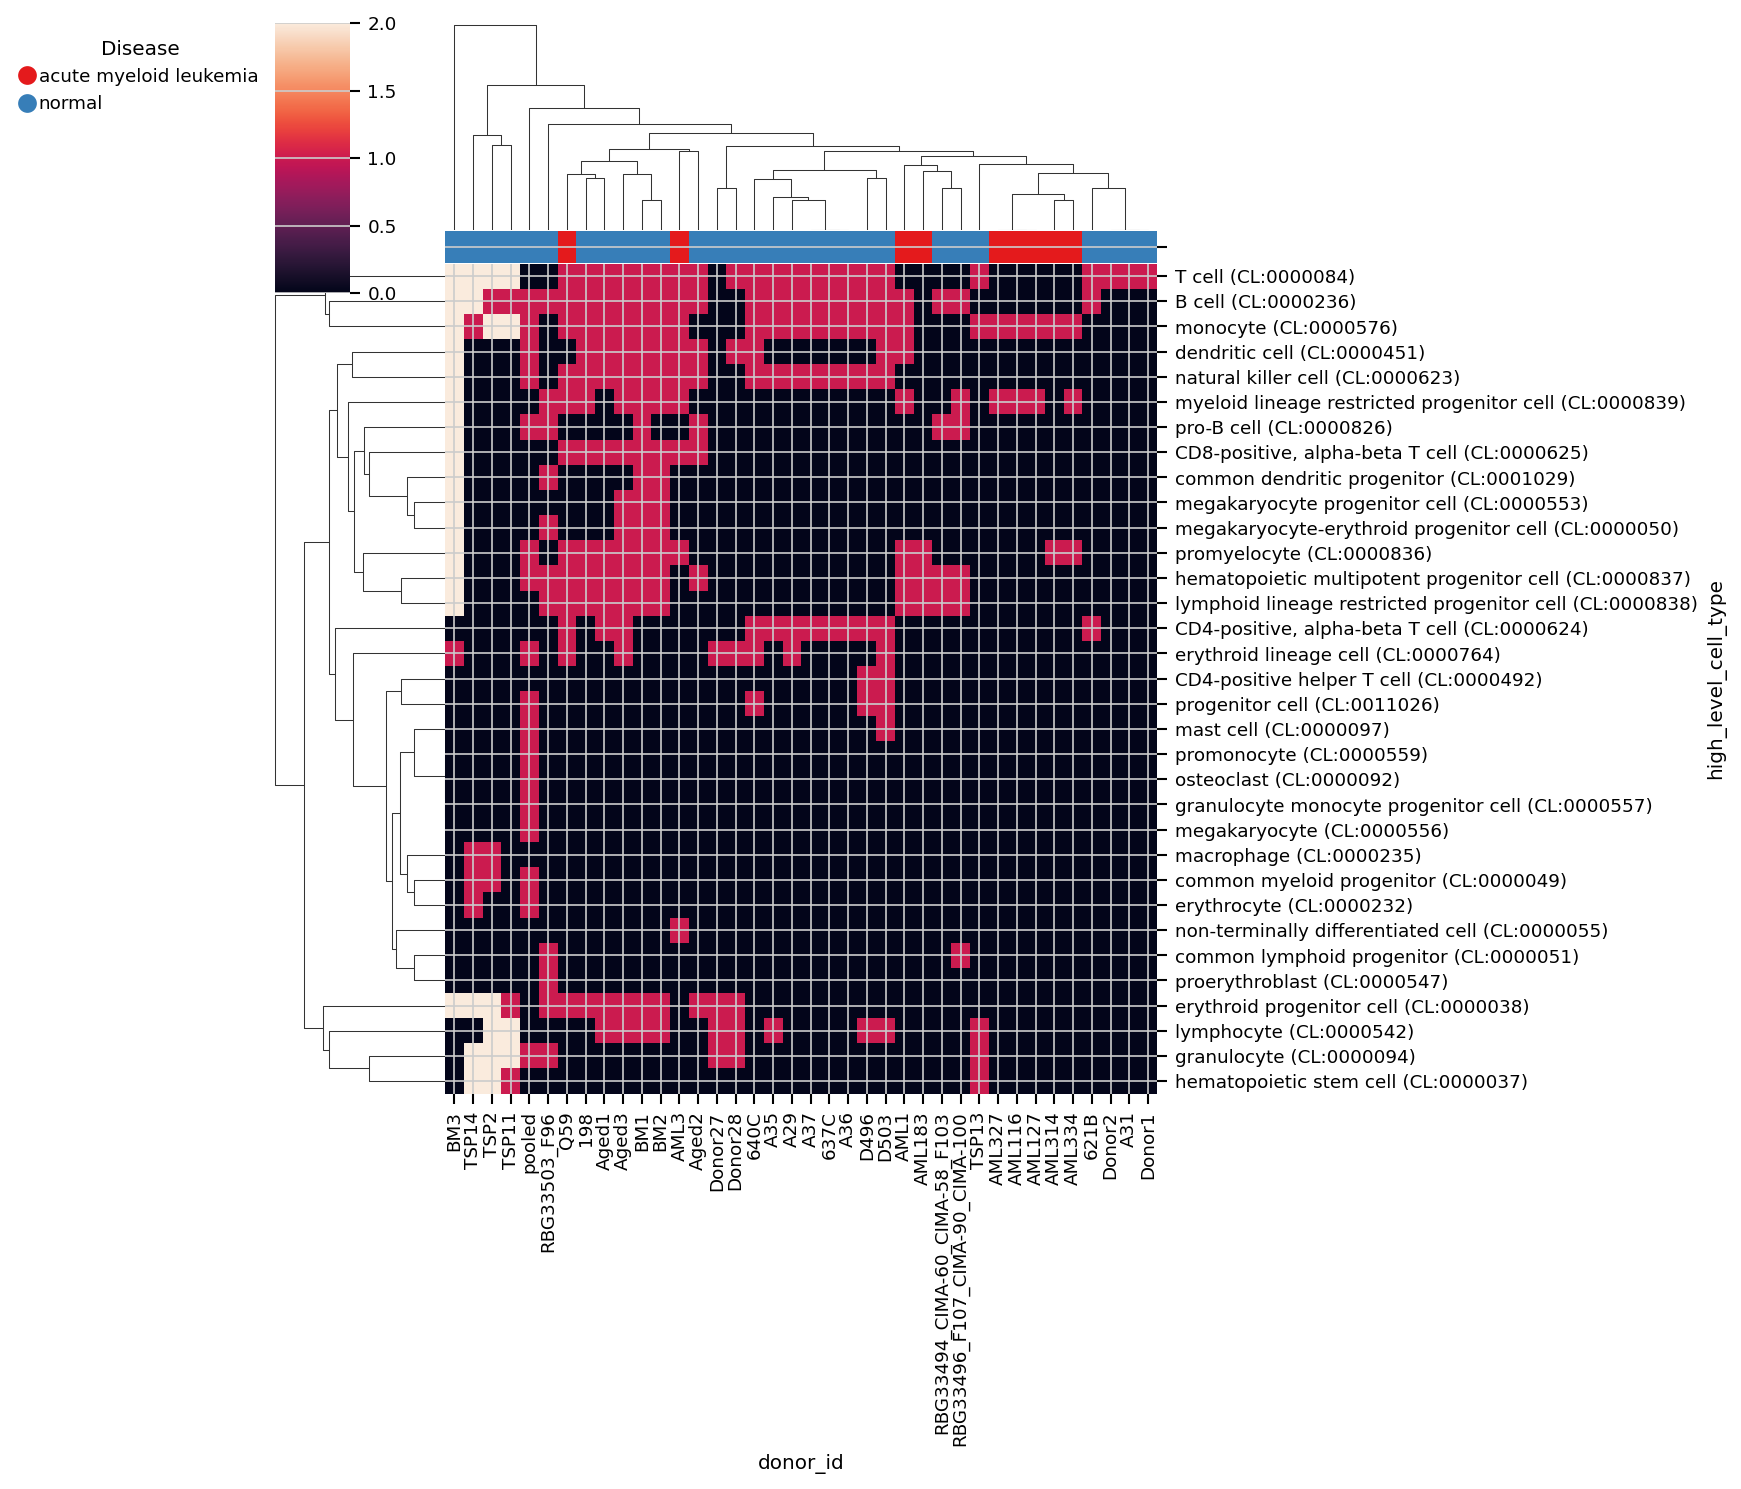 Disease
acute myeloid leukemia
normal
2.0
1.5
1.0
0.5
0.0
T cell (CL:0000084)
B cell (CL:0000236)
monocyte (CL:0000576)
dendritic cell (CL:0000451)
natural killer cell (CL:0000623)
myeloid lineage restricted progenitor cell (CL:0000839)
pro-B cell (CL:0000826)
CD8-positive, alpha-beta T cell (CL:0000625)
common dendritic progenitor (CL:0001029)
megakaryocyte progenitor cell (CL:0000553)
megakaryocyte-erythroid progenitor cell (CL:0000050)
promyelocyte (CL:0000836)
hematopoietic multipotent progenitor cell (CL:0000837)
lymphoid lineage restricted progenitor cell (CL:0000838)
CD4-positive, alpha-beta T cell (CL:0000624)
erythroid lineage cell (CL:0000764)
CD4-positive helper T cell (CL:0000492)
progenitor cell (CL:0011026)
mast cell (CL:0000097)
promonocyte (CL:0000559)
osteoclast (CL:0000092)
granulocyte monocyte progenitor cell (CL:0000557)
megakaryocyte (CL:0000556)
macrophage (CL:0000235)
common myeloid progenitor (CL:0000049)
erythrocyte (CL:0000232)
non-terminally differentiated cell (CL:0000055)
common lymphoid progenitor (CL:0000051)
proerythroblast (CL:0000547)
erythroid progenitor cell (CL:0000038)
lymphocyte (CL:0000542)
granulocyte (CL:0000094)
hematopoietic stem cell (CL:0000037)
high_level_cell_type
BM3
TSP14
TSP2
TSP11
pooled
RBG33503_F96
Q59
198
Aged1
Aged3
BM1
BM2
AML3
Aged2
Donor27
Donor28
640C
A35
A29
A37
637C
A36
D496
D503
AML1
AML183
RBG33494_CIMA-60_CIMA-58_F103
RBG33496_F107_CIMA-90_CIMA-100
TSP13
AML327
AML116
AML127
AML314
AML334
621B
Donor2
A31
Donor1
donor_id